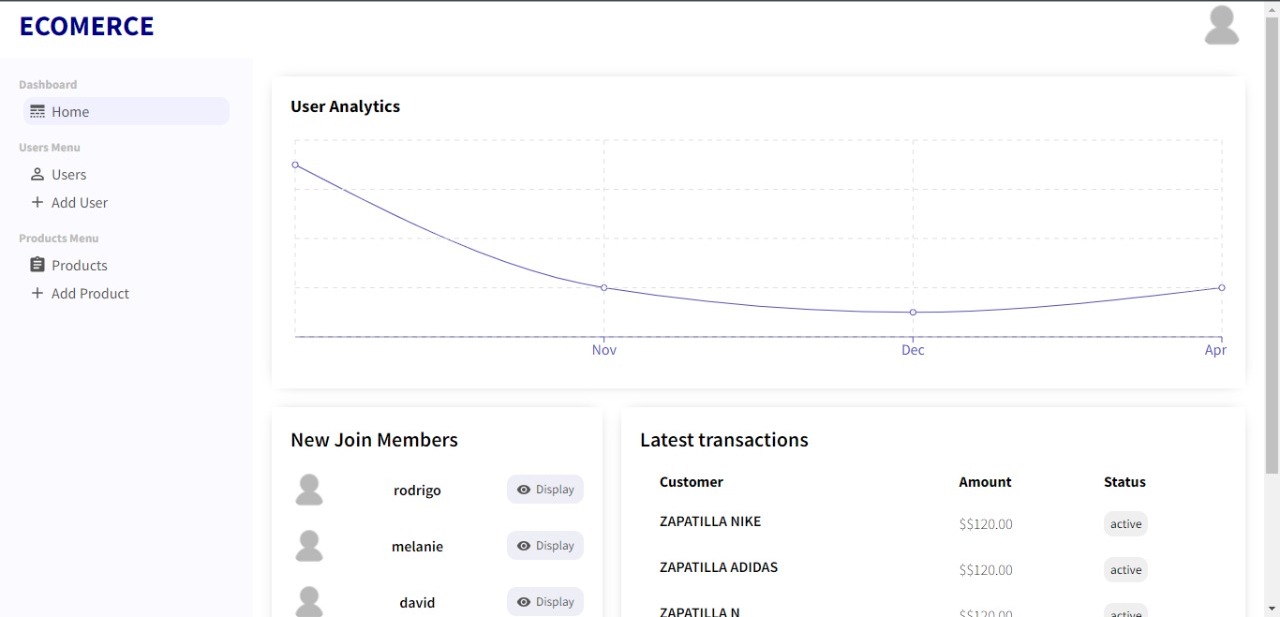 ECOMERCE
Dashboard
Home
Users Menu
Users
Add User
Products Menu
Products
Add Product
User Analytics
Nov Dec Apr
New Join Members
rodrigo Display
melanie Display
david Display
Latest transactions
Customer Amount Status
ZAPATILLA NIKE $$120.00 active
ZAPATILLA ADIDAS $$120.00 active
ZAPATILLA N $$120.00 active